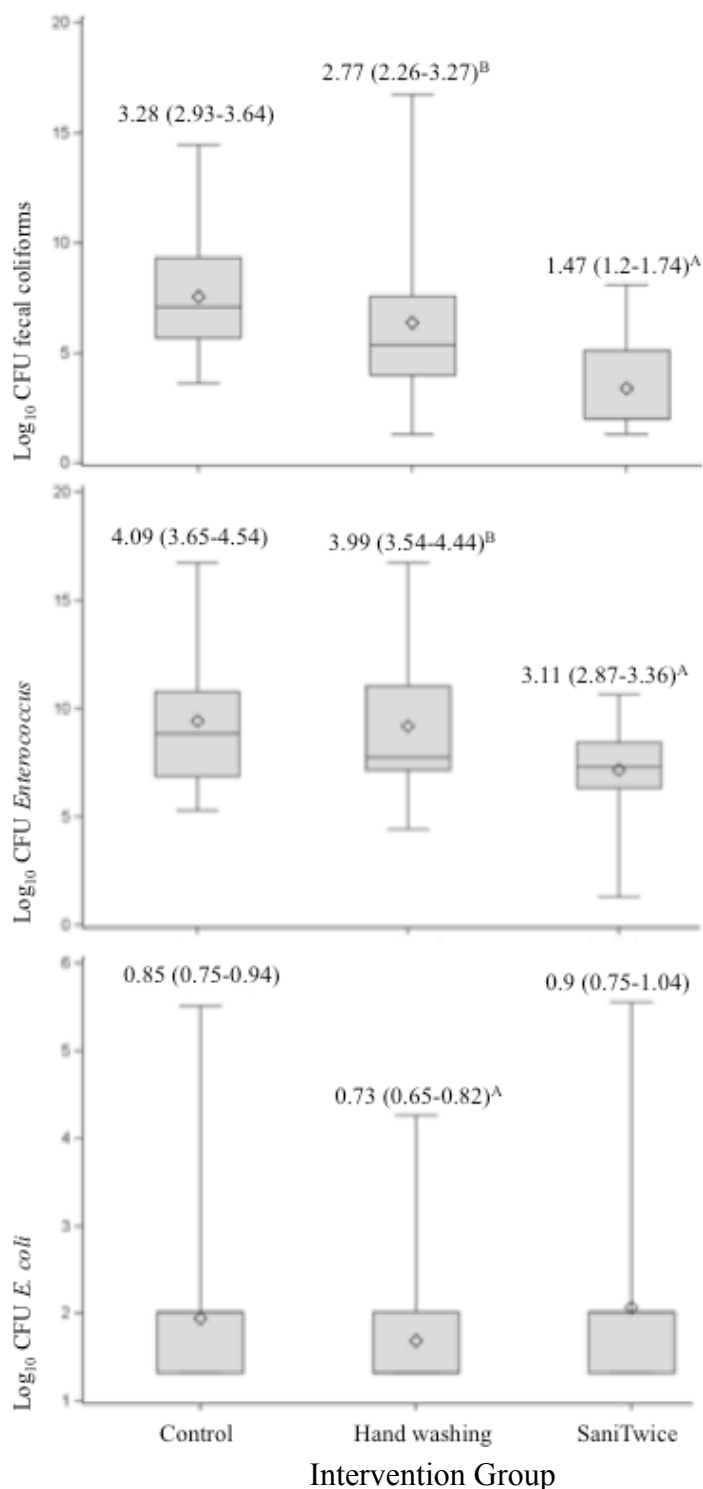 20
15
10
5
0
Log₁₀ CFU fecal coliforms
3.28 (2.93-3.64)
2.77 (2.26-3.27)ᴮ
1.47 (1.2-1.74)ᴬ
20
15
10
5
0
Log₁₀ CFU Enterococcus
4.09 (3.65-4.54)
3.99 (3.54-4.44)ᴮ
3.11 (2.87-3.36)ᴬ
6
5
4
3
2
1
Log₁₀ CFU E. coli
0.85 (0.75-0.94)
0.73 (0.65-0.82)ᴬ
0.9 (0.75-1.04)
Control Hand washing SaniTwice
Intervention Group